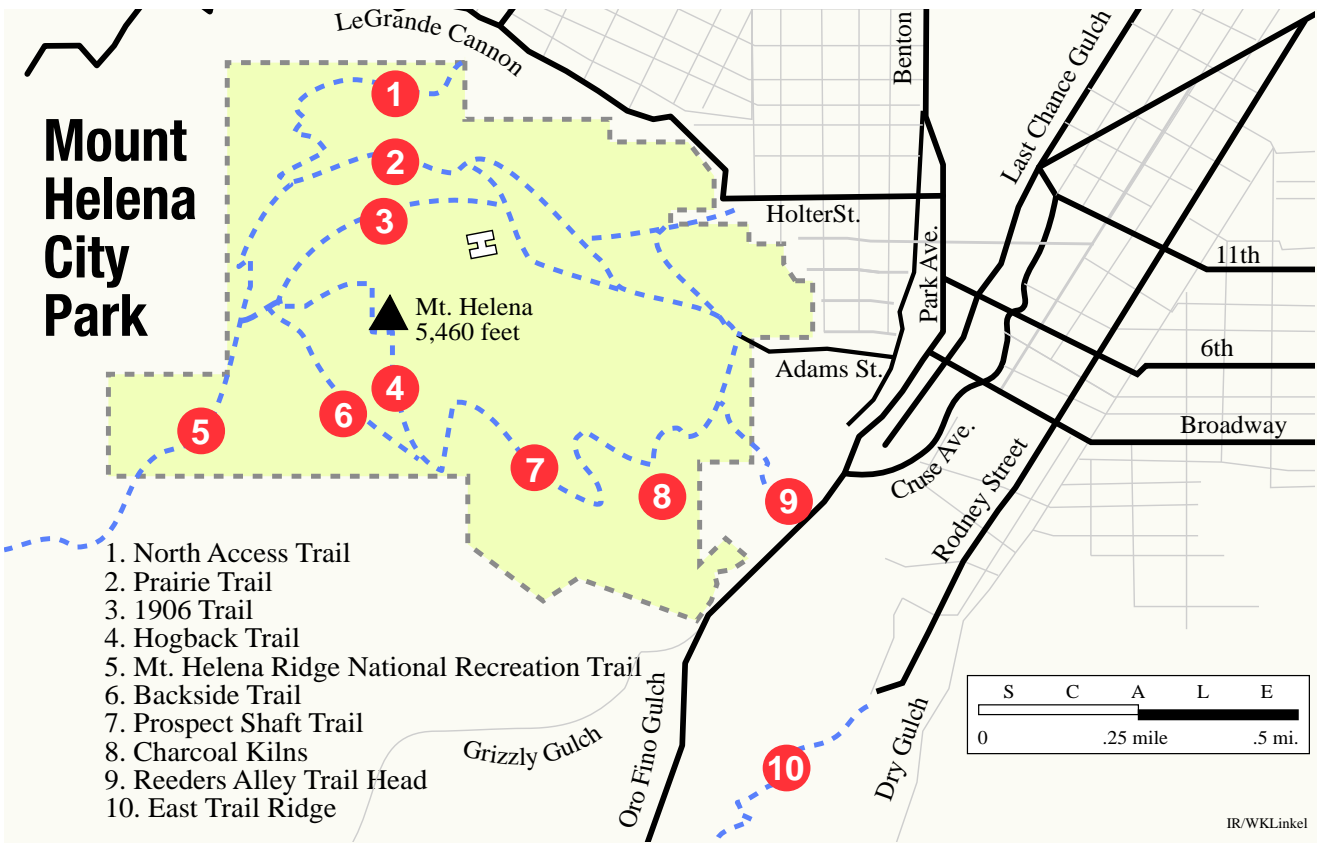 Mount
Helena
City
Park
LeGrande Cannon
Benton
Last Chance Gulch
1
2
3
HolterSt.
Park Ave.
11th
Mt. Helena
5,460 feet
6th
Adams St.
4
6
5
Broadway
7
8
9
Cruse Ave.
Rodney Street
1. North Access Trail
2. Prairie Trail
3. 1906 Trail
4. Hogback Trail
5. Mt. Helena Ridge National Recreation Trail
6. Backside Trail
7. Prospect Shaft Trail
8. Charcoal Kilns
9. Reeders Alley Trail Head
10. East Trail Ridge
Grizzly Gulch
Oro Fino Gulch
10
Dry Gulch
S C A L E
0 .25 mile .5 mi.
IR/WKLinkel